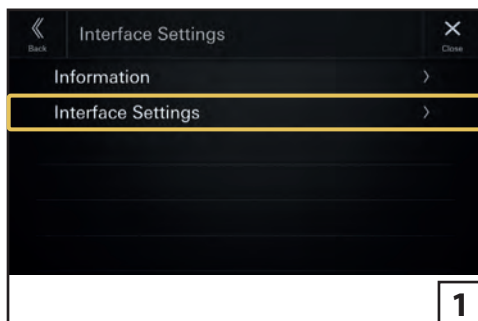 Interface Settings
Back
Close
Information
Interface Settings
1